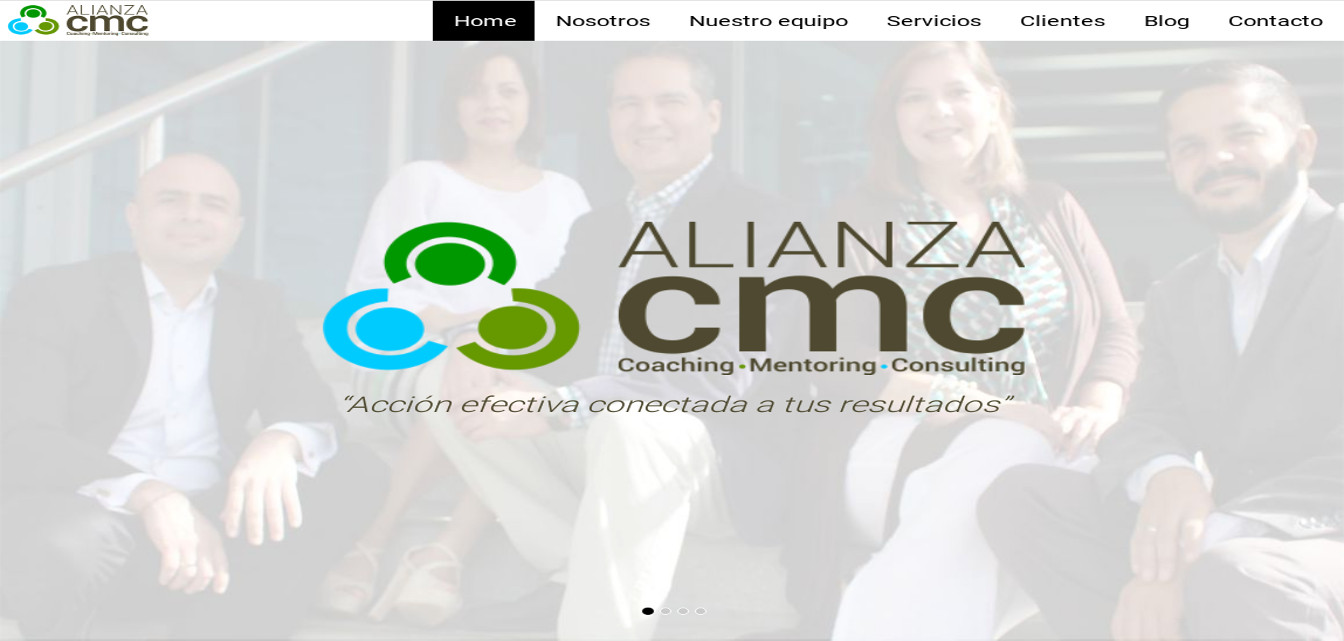 ALIANZA
cmc
Coaching•Mentoring•Consulting
Home
Nosotros
Nuestro equipo
Servicios
Clientes
Blog
Contacto
ALIANZA
cmc
Coaching•Mentoring•Consulting
“Acción efectiva conectada a tus resultados”